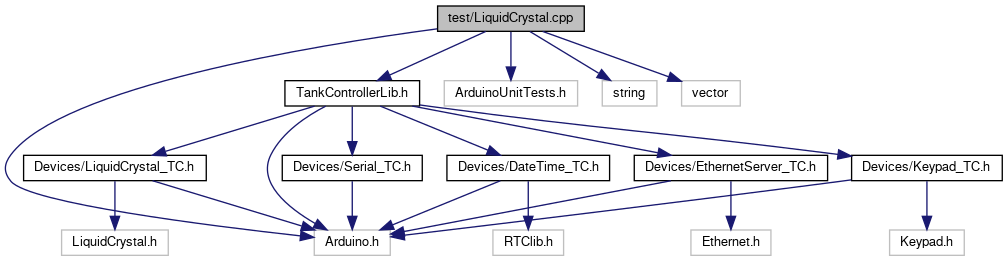 test/LiquidCrystal.cpp
TankControllerLib.h
ArduinoUnitTests.h
string
vector
Devices/LiquidCrystal_TC.h
Devices/Serial_TC.h
Devices/DateTime_TC.h
Devices/EthernetServer_TC.h
Devices/Keypad_TC.h
LiquidCrystal.h
Arduino.h
RTClib.h
Ethernet.h
Keypad.h